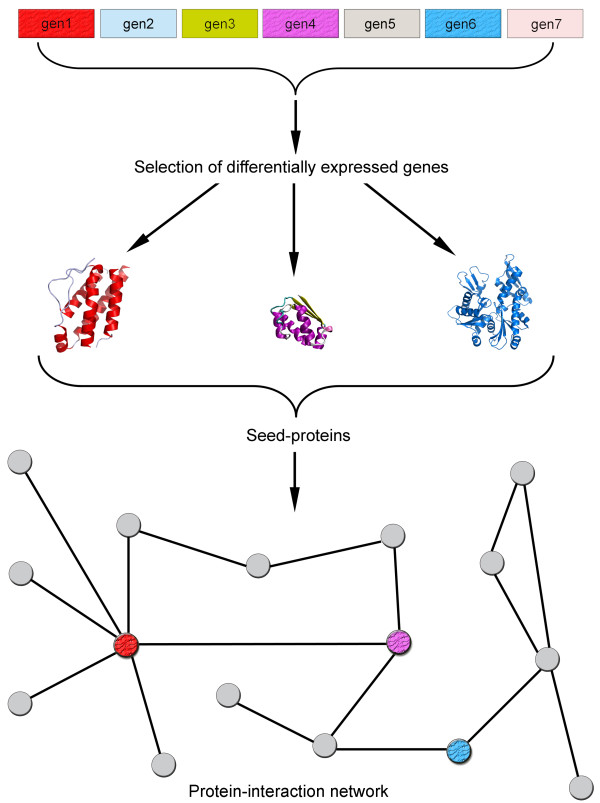 gen1 gen2 gen3 gen4 gen5 gen6 gen7
Selection of differentially expressed genes
Seed-proteins
Protein-interaction network